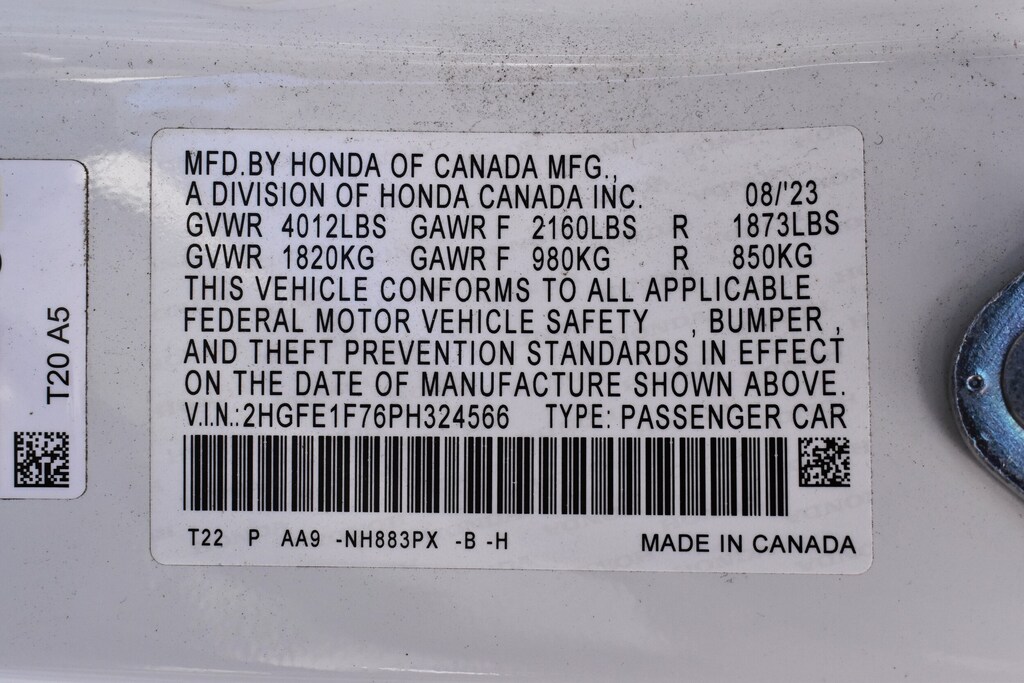 MFD.BY HONDA OF CANADA MFG.,
A DIVISION OF HONDA CANADA INC. 08/'23
GVWR 4012LBS GAWR F 2160LBS R 1873LBS
GVWR 1820KG GAWR F 980KG R 850KG
THIS VEHICLE CONFORMS TO ALL APPLICABLE
FEDERAL MOTOR VEHICLE SAFETY , BUMPER ,
AND THEFT PREVENTION STANDARDS IN EFFECT
ON THE DATE OF MANUFACTURE SHOWN ABOVE.
V.I.N.:2HGFE1F76PH324566 TYPE: PASSENGER CAR
T22 P AA9 -NH883PX -B -H MADE IN CANADA
T20 A5